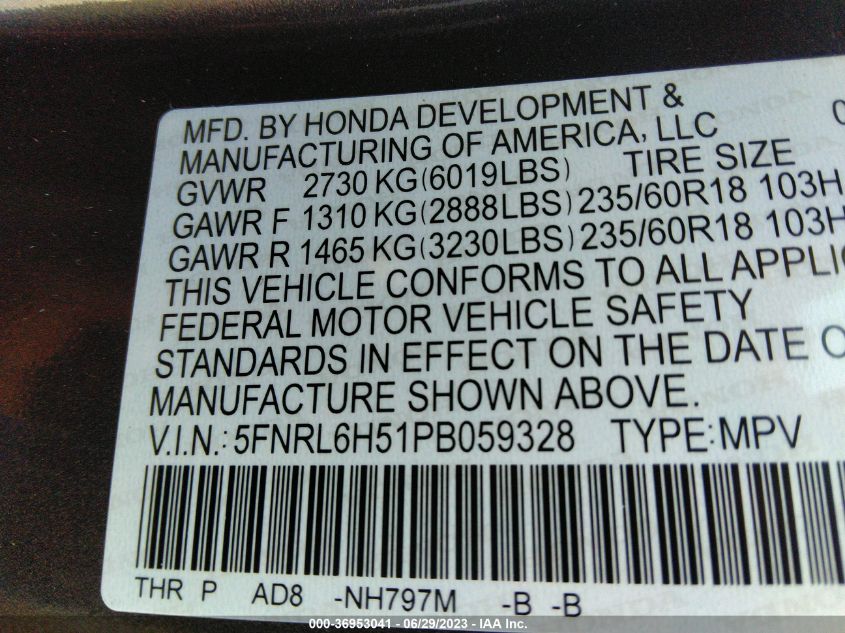 MFD. BY HONDA DEVELOPMENT &
MANUFACTURING OF AMERICA, LLC 0
GVWR 2730 KG(6019LBS) TIRE SIZE
GAWR F 1310 KG(2888LBS)235/60R18 103H
GAWR R 1465 KG(3230LBS)235/60R18 103H
THIS VEHICLE CONFORMS TO ALL APPLIC
FEDERAL MOTOR VEHICLE SAFETY
STANDARDS IN EFFECT ON THE DATE O
MANUFACTURE SHOWN ABOVE.
V.I.N.: 5FNRL6H51PB059328 TYPE:MPV
THR P AD8 -NH797M -B -B
000-36953041 - 06/29/2023 - IAA Inc.